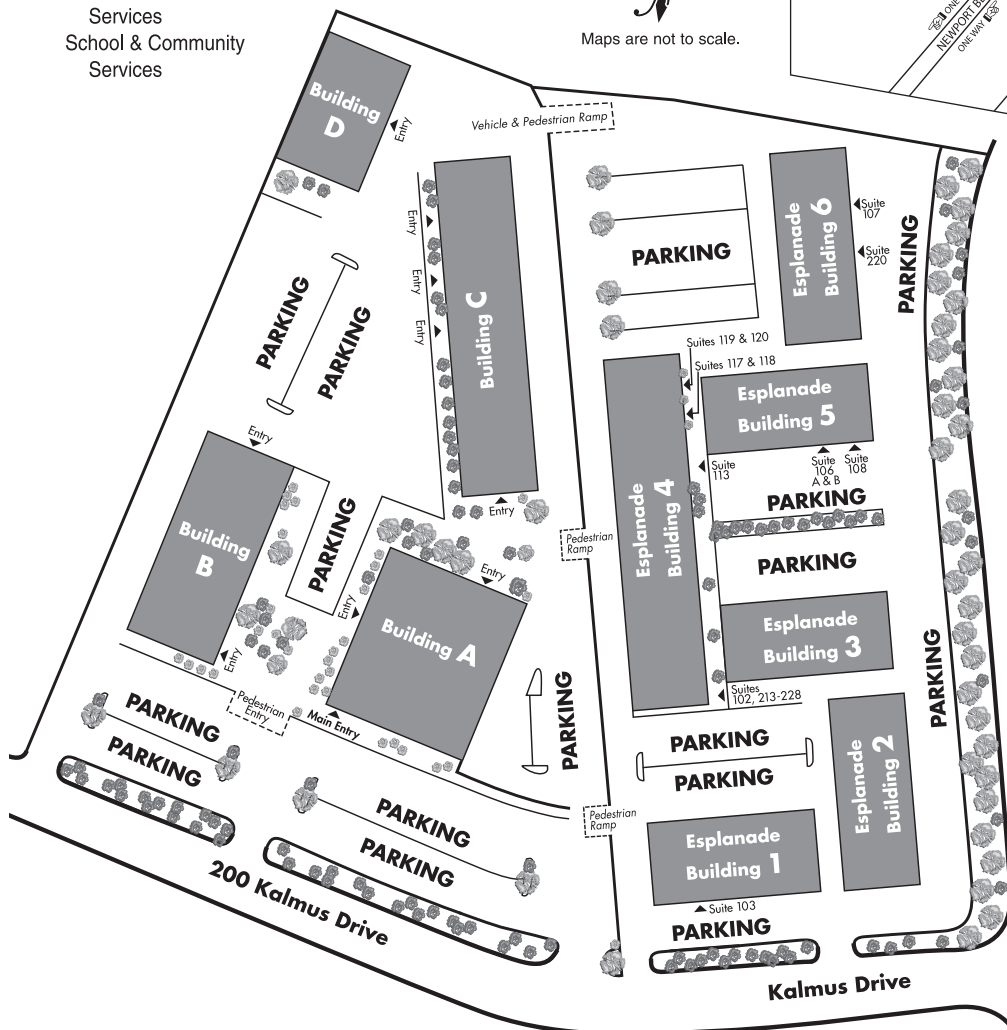 Services
School & Community
Services
Maps are not to scale.
ONE
NEWPORT BL
ONE WAY
Building
D
Entry
Vehicle & Pedestrian Ramp
Entry
Entry
Entry
Building C
Entry
PARKING
PARKING
PARKING
Esplanade
Building 6
Suite
107
Suite
220
PARKING
Suites 119 & 120
Suites 117 & 118
Esplanade
Building 5
Suite
113
Suite
106
A & B
Suite
108
PARKING
Entry
Building
B
Entry
PARKING
Entry
Entry
Building A
Main Entry
Pedestrian
Entry
Pedestrian
Ramp
Esplanade
Building 4
PARKING
Esplanade
Building 3
Suites
102, 213-228
PARKING
PARKING
PARKING
PARKING
PARKING
PARKING
PARKING
PARKING
Esplanade
Building 2
Pedestrian
Ramp
Esplanade
Building 1
Suite 103
PARKING
200 Kalmus Drive
Kalmus Drive